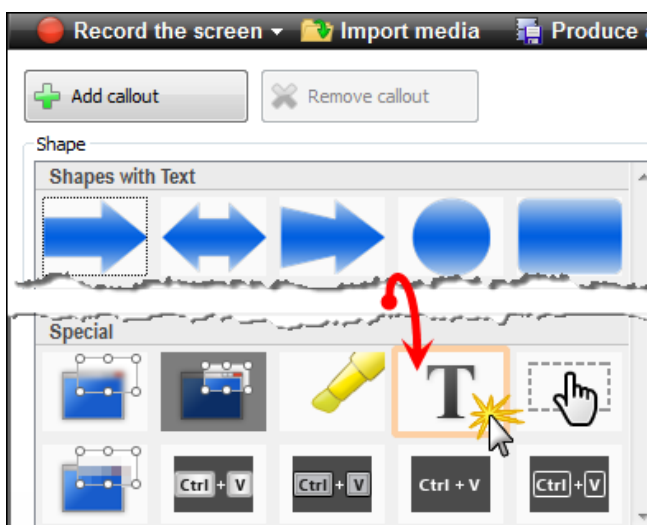 Record the screen Import media Produce
Add callout Remove callout
Shape
Shapes with Text
Special
T
Ctrl + V Ctrl + V Ctrl + V Ctrl + V